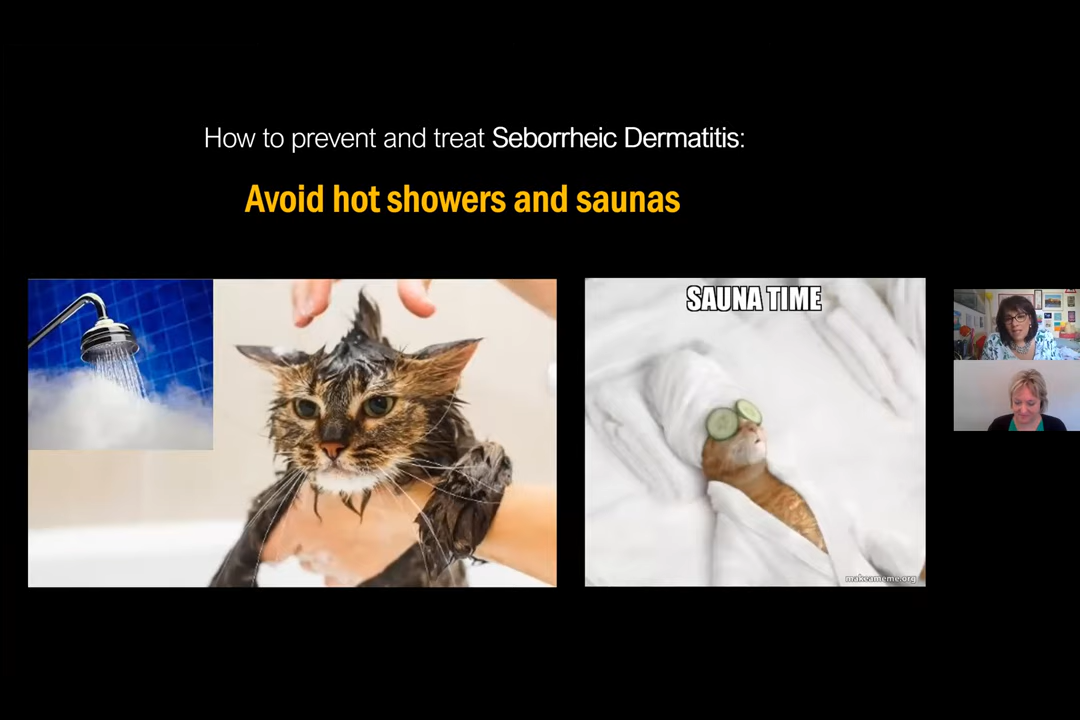 How to prevent and treat Seborrheic Dermatitis:
Avoid hot showers and saunas
SAUNA TIME
makeameme.org